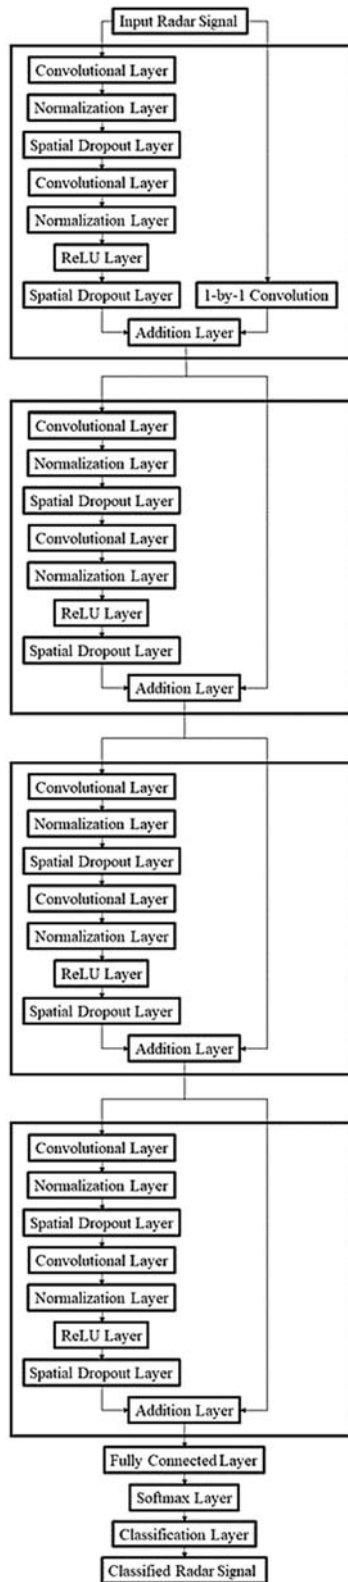 Input Radar Signal
Convolutional Layer
Normalization Layer
Spatial Dropout Layer
Convolutional Layer
Normalization Layer
ReLU Layer
Spatial Dropout Layer
1-by-1 Convolution
Addition Layer
Convolutional Layer
Normalization Layer
Spatial Dropout Layer
Convolutional Layer
Normalization Layer
ReLU Layer
Spatial Dropout Layer
Addition Layer
Convolutional Layer
Normalization Layer
Spatial Dropout Layer
Convolutional Layer
Normalization Layer
ReLU Layer
Spatial Dropout Layer
Addition Layer
Convolutional Layer
Normalization Layer
Spatial Dropout Layer
Convolutional Layer
Normalization Layer
ReLU Layer
Spatial Dropout Layer
Addition Layer
Fully Connected Layer
Softmax Layer
Classification Layer
Classified Radar Signal